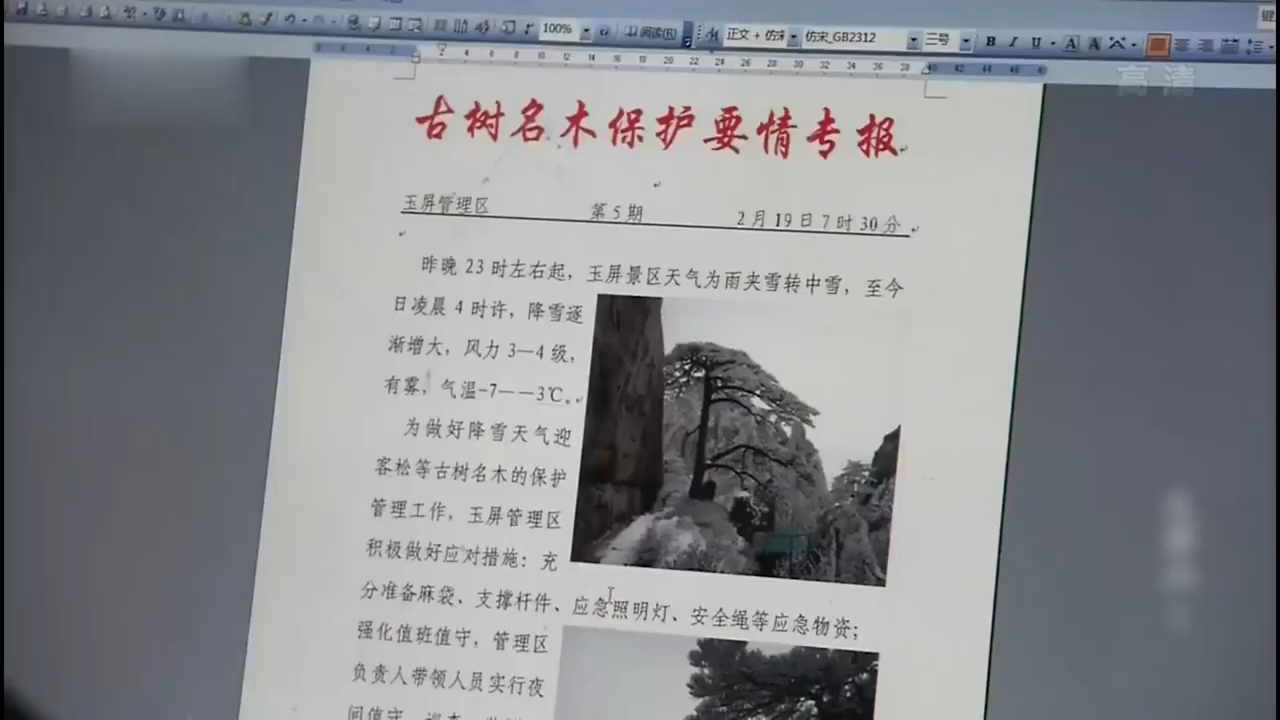 100%
阅读(R)
正文 + 仿宋
仿宋_GB2312
三号
B I U A A
高清
古树名木保护要情专报
玉屏管理区 第5期 2月19日7时30分
昨晚 23 时左右起，玉屏景区天气为雨夹雪转中雪，至今
日凌晨 4 时许，降雪逐
渐增大，风力 3—4 级，
有雾，气温-7——3℃。
为做好降雪天气迎
客松等古树名木的保护
管理工作，玉屏管理区
积极做好应对措施：充
分准备麻袋、支撑杆件、应急照明灯、安全绳等应急物资；
强化值班值守，管理区
负责人带领人员实行夜
间值守、巡查